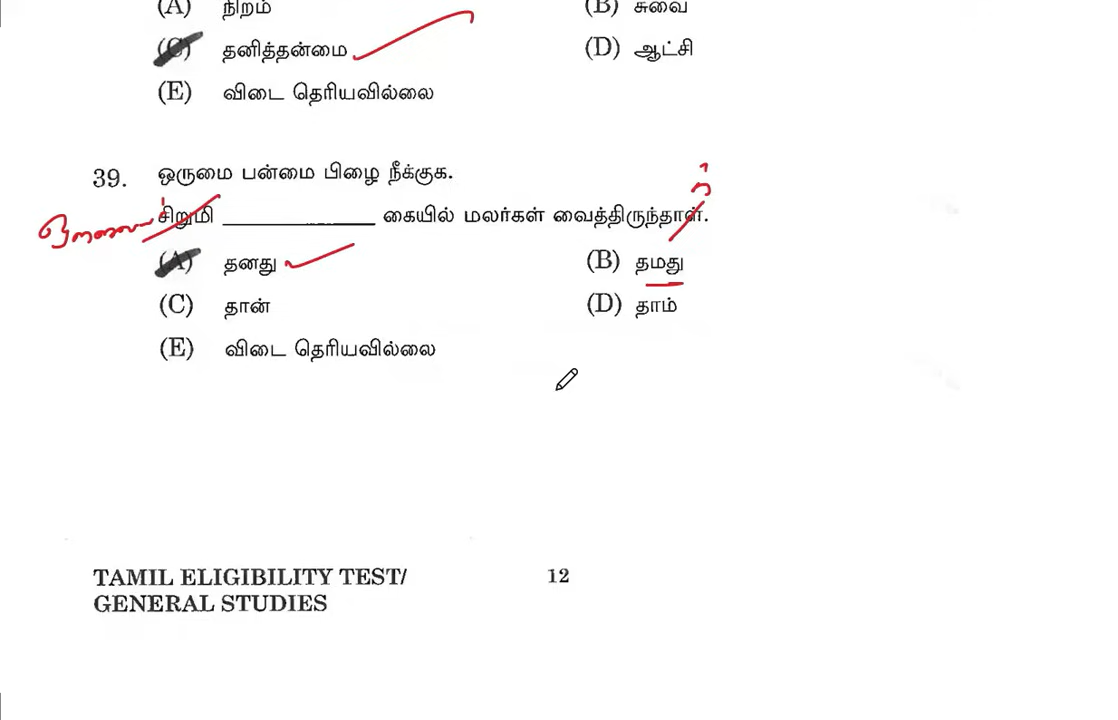 (A) நிறம் (B) சுவை
(C) தனித்தன்மை (D) ஆட்சி
(E) விடை தெரியவில்லை
39. ஒருமை பன்மை பிழை நீக்குக.
சிறுமி ____________ கையில் மலர்கள் வைத்திருந்தாள்.
(A) தனது (B) தமது
(C) தான் (D) தாம்
(E) விடை தெரியவில்லை
TAMIL ELIGIBILITY TEST/ 12
GENERAL STUDIES